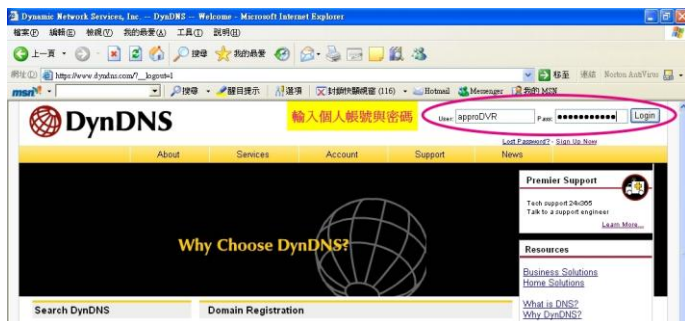 Dynamic Network Services, Inc. -- DynDNS -- Welcome - Microsoft Internet Explorer
檔案(F) 編輯(E) 檢視(V) 我的最愛(A) 工具(T) 說明(H)
上一頁 搜尋 我的最愛
網址(D) https://www.dyndns.com/?_logout=1 移至 連結 Norton AntiVirus
msn 搜尋 醒目提示 選項 封鎖快顯視窗 (116) Hotmail Messenger 我的 MSN
DynDNS
輸入個人帳號與密碼
User: approDVR Pass: ●●●●●●●●●●● Login
Lost Password? - Sign Up Now
About Services Account Support News
Why Choose DynDNS?
Premier Support
Tech support 24x365
Talk to a support engineer
Learn More...
Resources
Business Solutions
Home Solutions
What is DNS?
Why DynDNS?
Search DynDNS Domain Registration